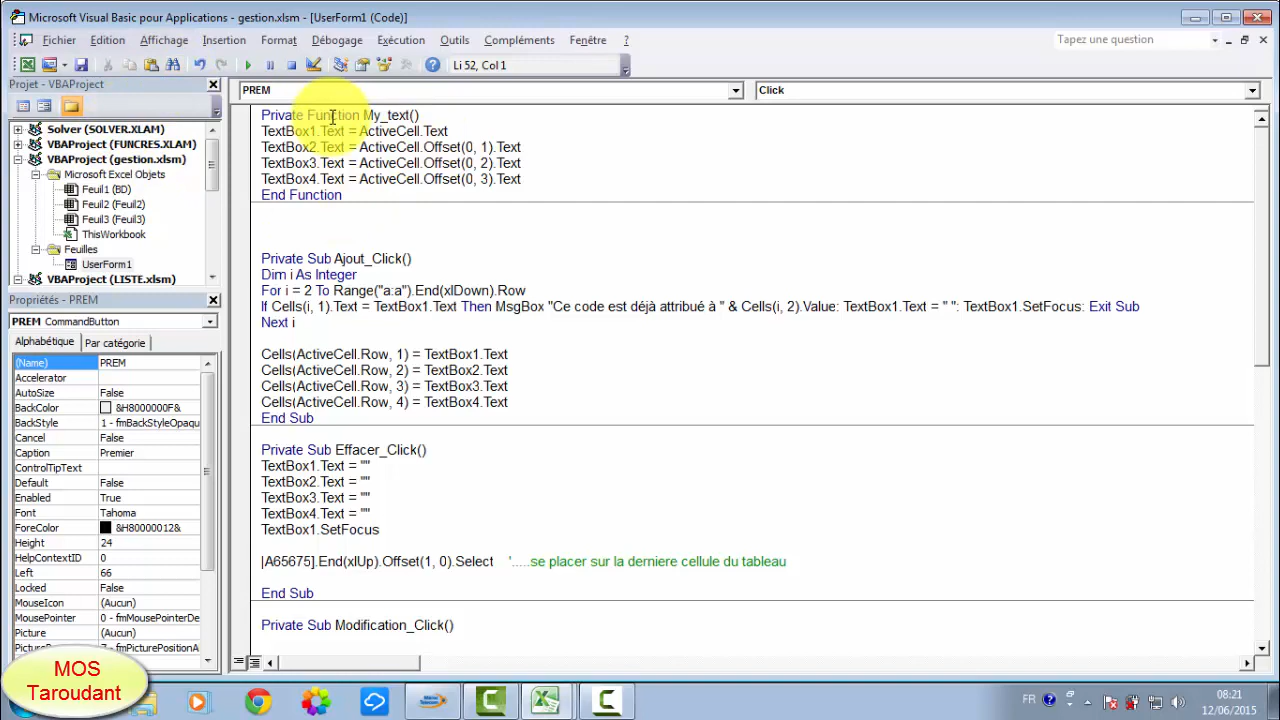 Microsoft Visual Basic pour Applications - gestion.xlsm - [UserForm1 (Code)]
Fichier Edition Affichage Insertion Format Débogage Exécution Outils Compléments Fenêtre ? Tapez une question
Li 52, Col 1
Projet - VBAProject
PREM
Click
Solver (SOLVER.XLAM)
VBAProject (FUNCRES.XLAM)
VBAProject (gestion.xlsm)
Microsoft Excel Objets
Feuil1 (BD)
Feuil2 (Feuil2)
Feuil3 (Feuil3)
ThisWorkbook
Feuilles
UserForm1
VBAProject (LISTE.xlsm)
Propriétés - PREM
PREM CommandButton
Alphabétique Par catégorie
(Name) PREM
Accelerator
AutoSize False
BackColor &H8000000F&
BackStyle 1 - fmBackStyleOpaqu
Cancel False
Caption Premier
ControlTipText
Default False
Enabled True
Font Tahoma
ForeColor &H80000012&
Height 24
HelpContextID 0
Left 66
Locked False
MouseIcon (Aucun)
MousePointer 0 - fmMousePointerDe
Picture (Aucun)
Private Function My_text()
TextBox1.Text = ActiveCell.Text
TextBox2.Text = ActiveCell.Offset(0, 1).Text
TextBox3.Text = ActiveCell.Offset(0, 2).Text
TextBox4.Text = ActiveCell.Offset(0, 3).Text
End Function
Private Sub Ajout_Click()
Dim i As Integer
For i = 2 To Range("a:a").End(xlDown).Row
If Cells(i, 1).Text = TextBox1.Text Then MsgBox "Ce code est déjà attribué à " & Cells(i, 2).Value: TextBox1.Text = " ": TextBox1.SetFocus: Exit Sub
Next i
Cells(ActiveCell.Row, 1) = TextBox1.Text
Cells(ActiveCell.Row, 2) = TextBox2.Text
Cells(ActiveCell.Row, 3) = TextBox3.Text
Cells(ActiveCell.Row, 4) = TextBox4.Text
End Sub
Private Sub Effacer_Click()
TextBox1.Text = ""
TextBox2.Text = ""
TextBox3.Text = ""
TextBox4.Text = ""
TextBox1.SetFocus
|A65675].End(xlUp).Offset(1, 0).Select '.....se placer sur la derniere cellule du tableau
End Sub
Private Sub Modification_Click()
MOS
Taroudant
FR
08:21
12/06/2015